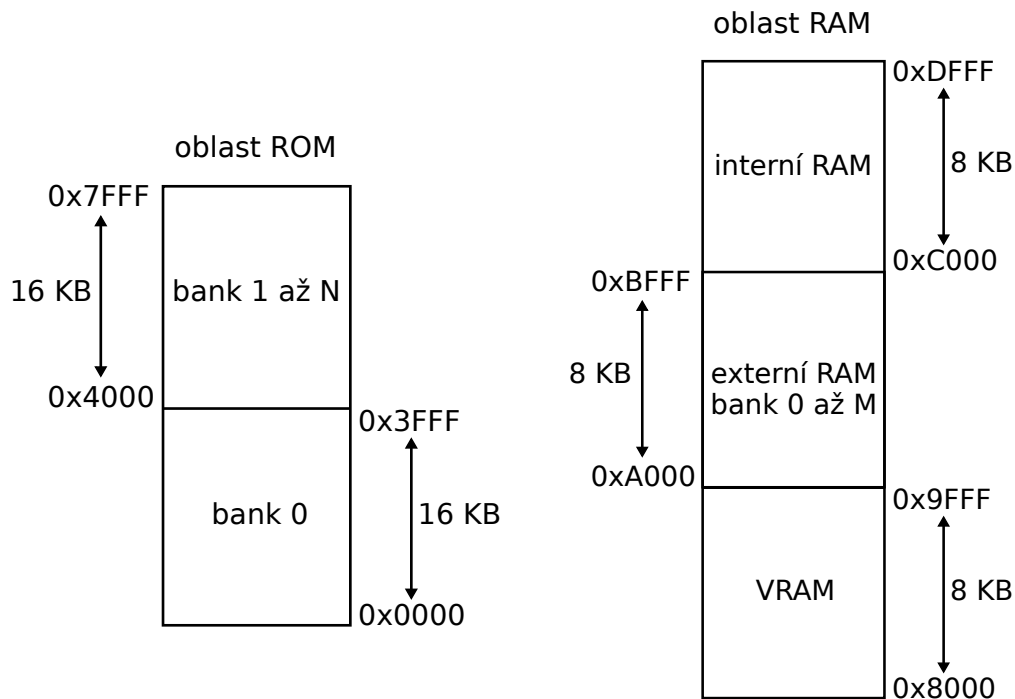 oblast ROM
0x7FFF
16 KB
bank 1 až N
0x4000
0x3FFF
bank 0
16 KB
0x0000
oblast RAM
0xDFFF
interní RAM
8 KB
0xC000
0xBFFF
8 KB
externí RAM
bank 0 až M
0xA000
0x9FFF
VRAM
8 KB
0x8000